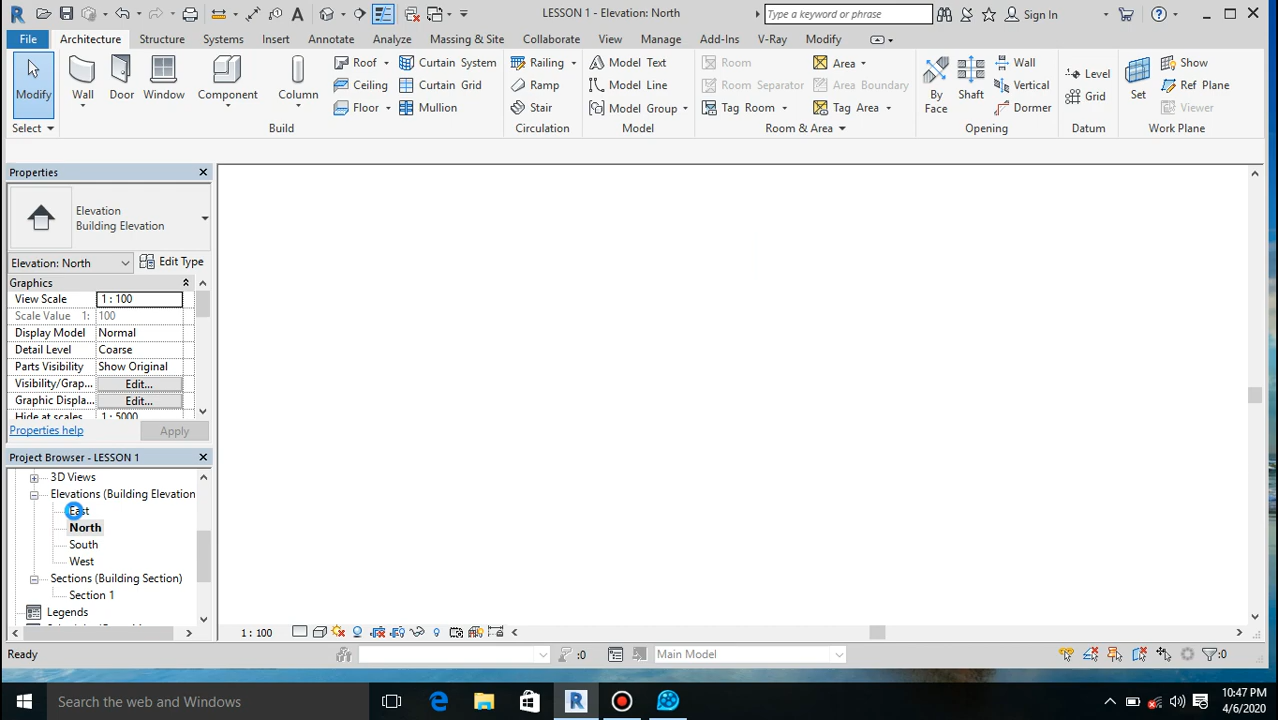 LESSON 1 - Elevation: North
Type a keyword or phrase
Sign In
File Architecture Structure Systems Insert Annotate Analyze Massing & Site Collaborate View Manage Add-Ins V-Ray Modify
Modify
Wall
Door
Window
Component
Column
Roof
Ceiling
Floor
Curtain System
Curtain Grid
Mullion
Railing
Ramp
Stair
Model Text
Model Line
Model Group
Room
Room Separator
Tag Room
Area
Area Boundary
Tag Area
By Face
Shaft
Wall
Vertical
Dormer
Level
Grid
Set
Show
Ref Plane
Viewer
Select
Build
Circulation
Model
Room & Area
Opening
Datum
Work Plane
Properties
Elevation
Building Elevation
Elevation: North
Edit Type
Graphics
View Scale 1 : 100
Scale Value 1: 100
Display Model Normal
Detail Level Coarse
Parts Visibility Show Original
Visibility/Grap... Edit...
Graphic Displa... Edit...
Hide at scales 1 : 5000
Properties help
Apply
Project Browser - LESSON 1
3D Views
Elevations (Building Elevation
East
North
South
West
Sections (Building Section)
Section 1
Legends
1 : 100
Ready
:0
Main Model
:0
Search the web and Windows
10:47 PM
4/6/2020